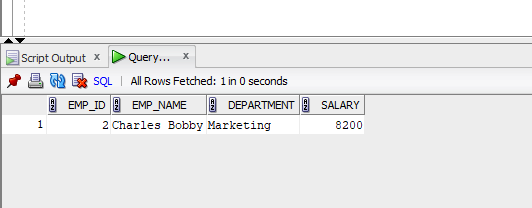 Script Output x Query... x
SQL | All Rows Fetched: 1 in 0 seconds
EMP_ID EMP_NAME DEPARTMENT SALARY
1 2 Charles Bobby Marketing 8200